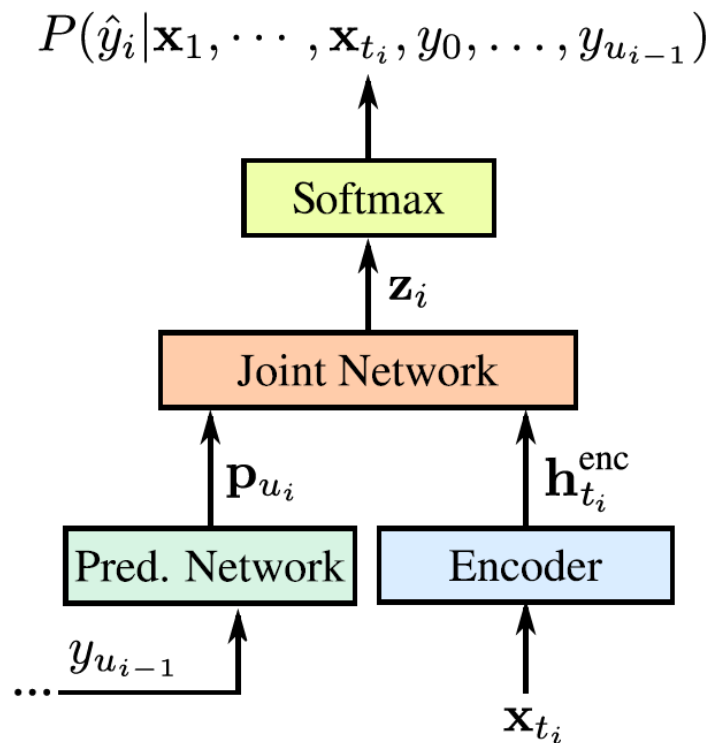 P(ŷ_i|𝐱_1, ⋯ , 𝐱_{t_i}, y_0, …, y_{u_{i−1}})
Softmax
𝐳_i
Joint Network
𝐩_{u_i}
𝐡_{t_i}^{enc}
Pred. Network
Encoder
y_{u_{i−1}}
...
𝐱_{t_i}